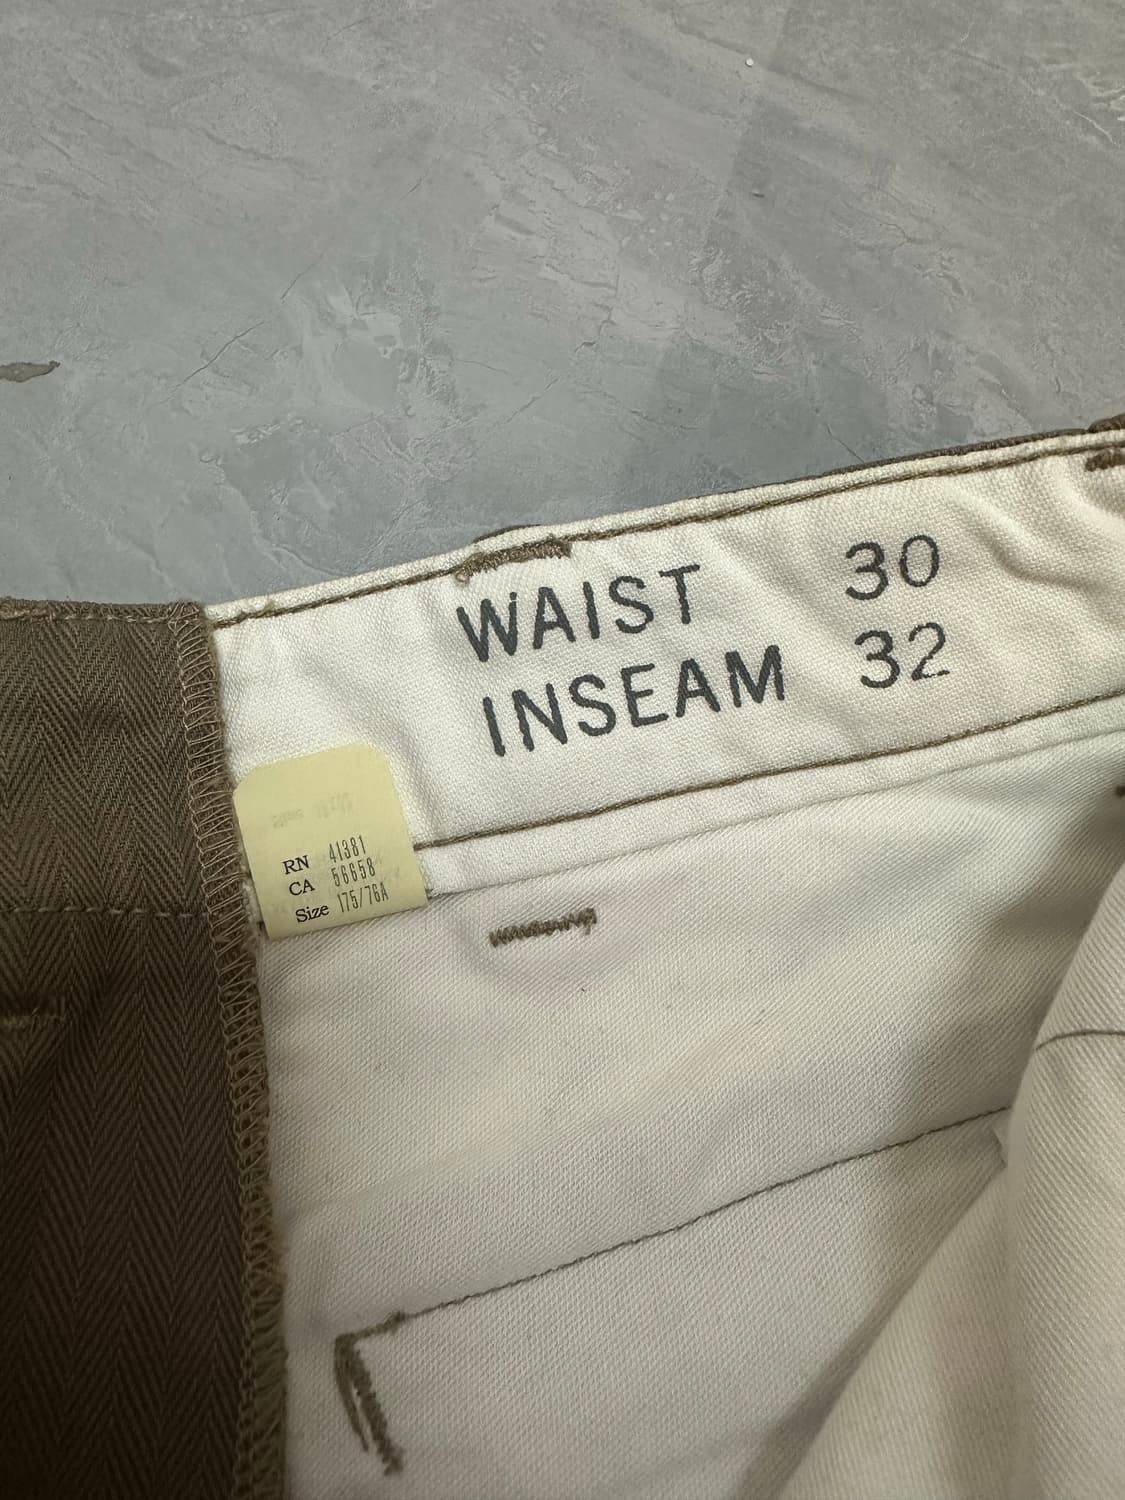 WAIST 30
INSEAM 32
RN 41381
CA 56658
Size 175/76A